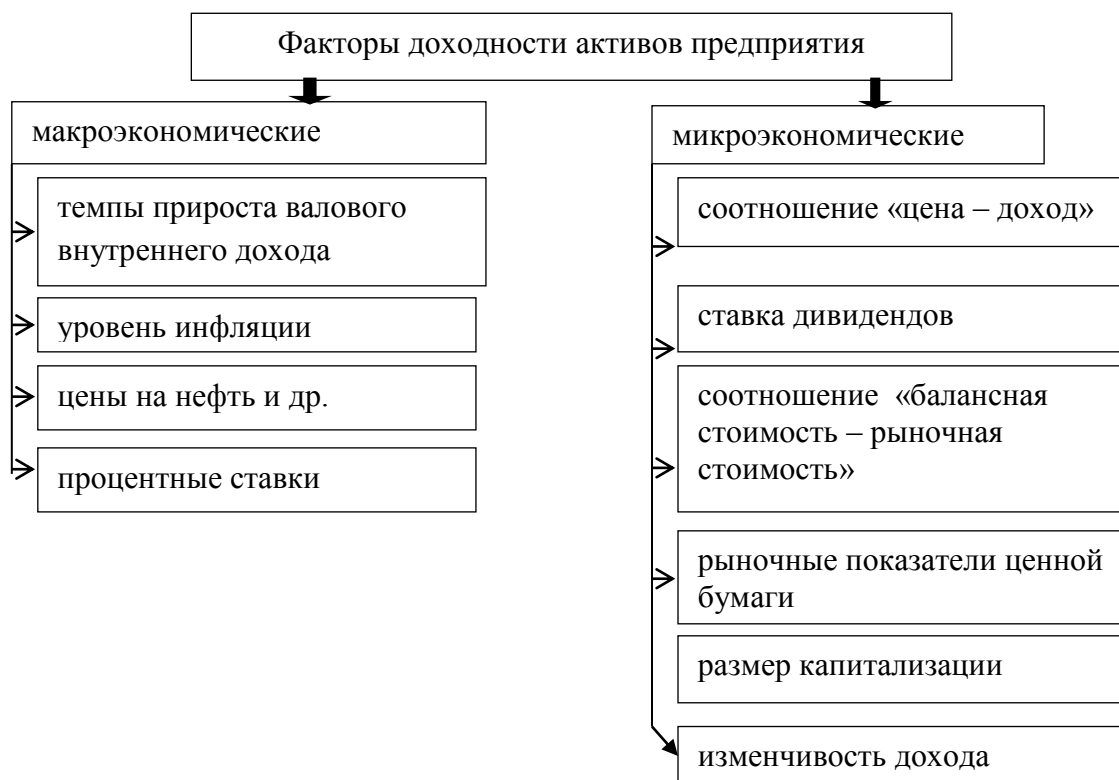 Факторы доходности активов предприятия
макроэкономические
темпы прироста валового
внутреннего дохода
уровень инфляции
цены на нефть и др.
процентные ставки
микроэкономические
соотношение «цена – доход»
ставка дивидендов
соотношение «балансная
стоимость – рыночная
стоимость»
рыночные показатели ценной
бумаги
размер капитализации
изменчивость дохода